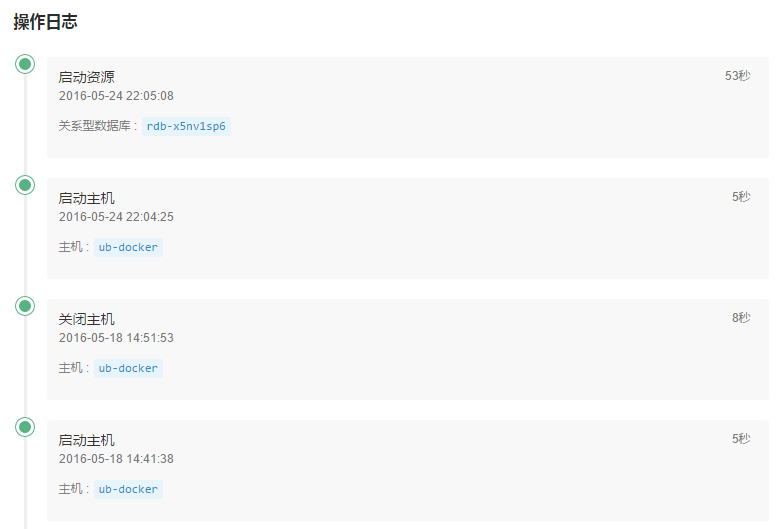 操作日志
启动资源 53秒
2016-05-24 22:05:08
关系型数据库 : rdb-x5nv1sp6
启动主机 5秒
2016-05-24 22:04:25
主机 : ub-docker
关闭主机 8秒
2016-05-18 14:51:53
主机 : ub-docker
启动主机 5秒
2016-05-18 14:41:38
主机 : ub-docker